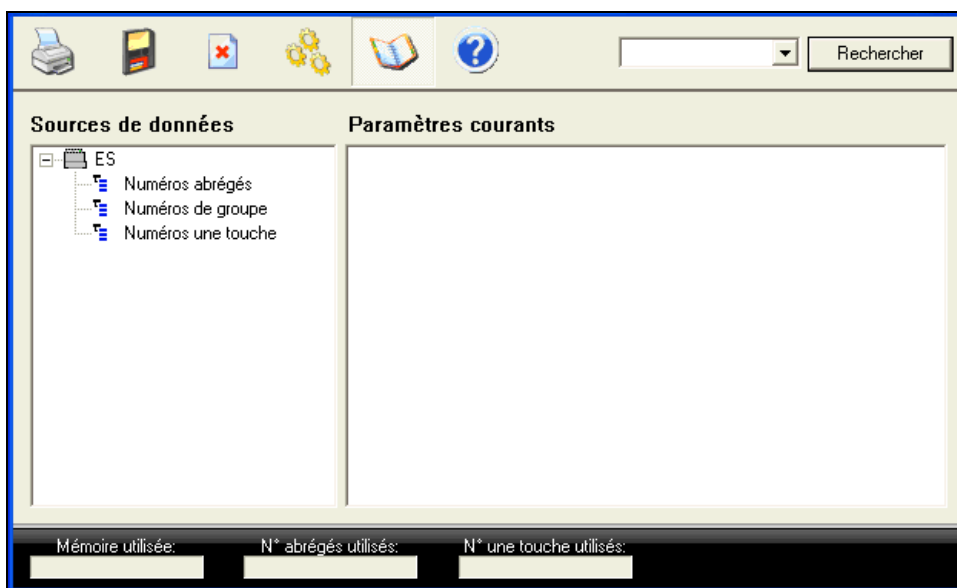 Rechercher
Sources de données
Paramètres courants
ES
Numéros abrégés
Numéros de groupe
Numéros une touche
Mémoire utilisée:
N° abrégés utilisés:
N° une touche utilisés: